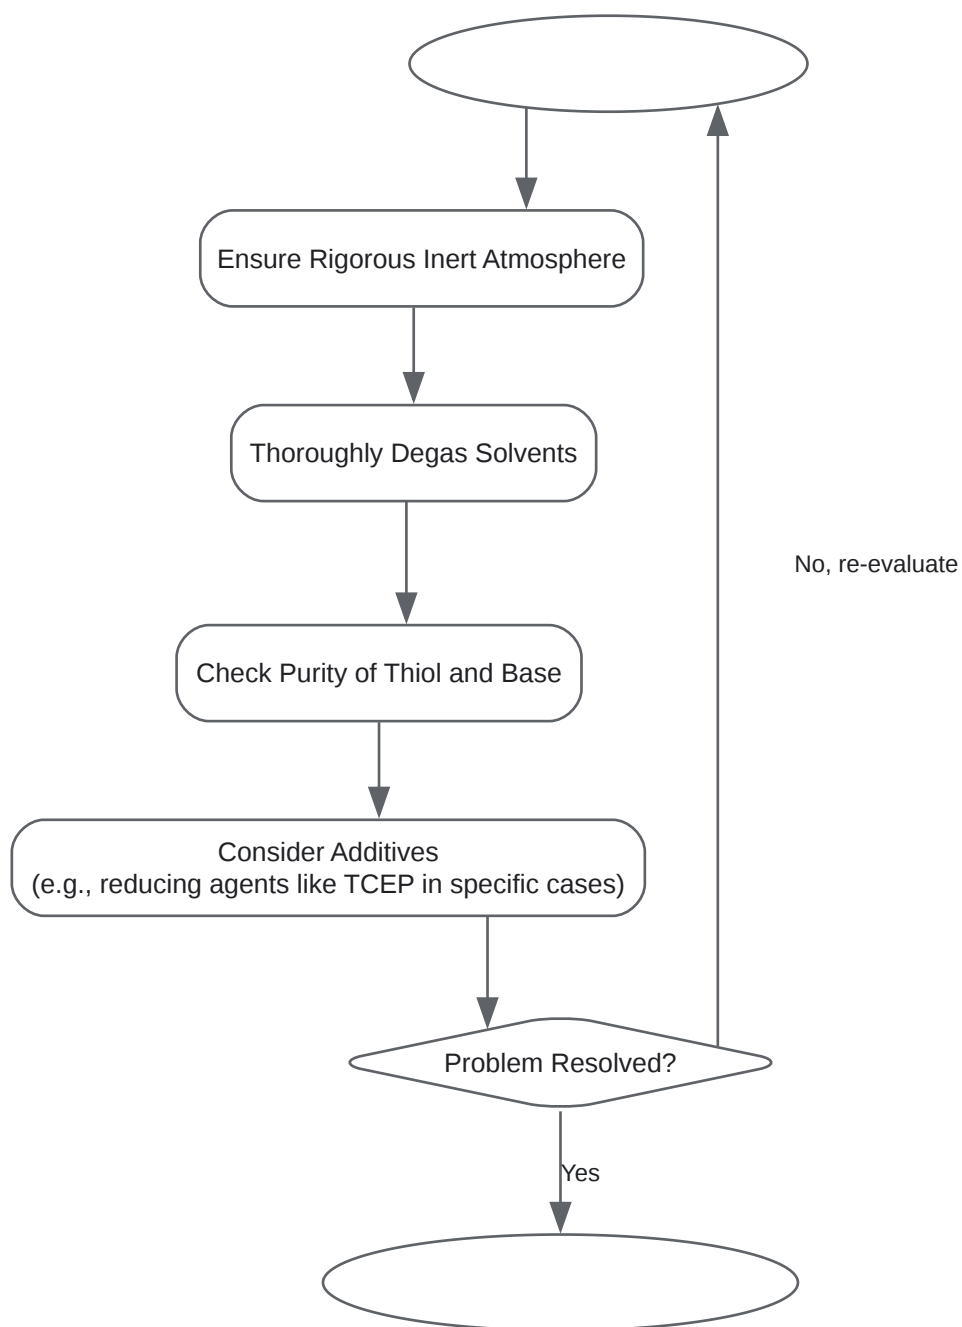 Ensure Rigorous Inert Atmosphere
Thoroughly Degas Solvents
No, re-evaluate
Check Purity of Thiol and Base
Consider Additives
(e.g., reducing agents like TCEP in specific cases)
Problem Resolved?
Yes